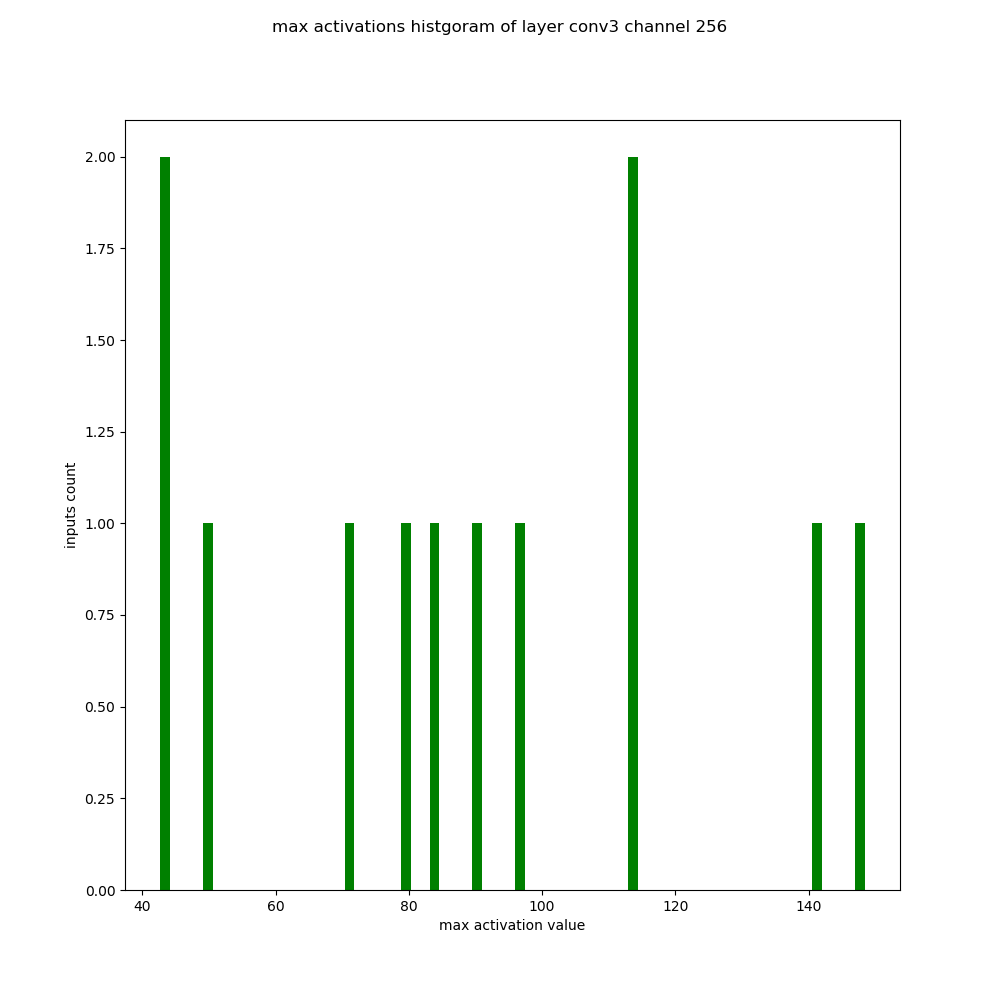 max activations histgoram of layer conv3 channel 256
2.00
1.75
1.50
1.25
1.00
0.75
0.50
0.25
0.00
inputs count
40 60 80 100 120 140
max activation value